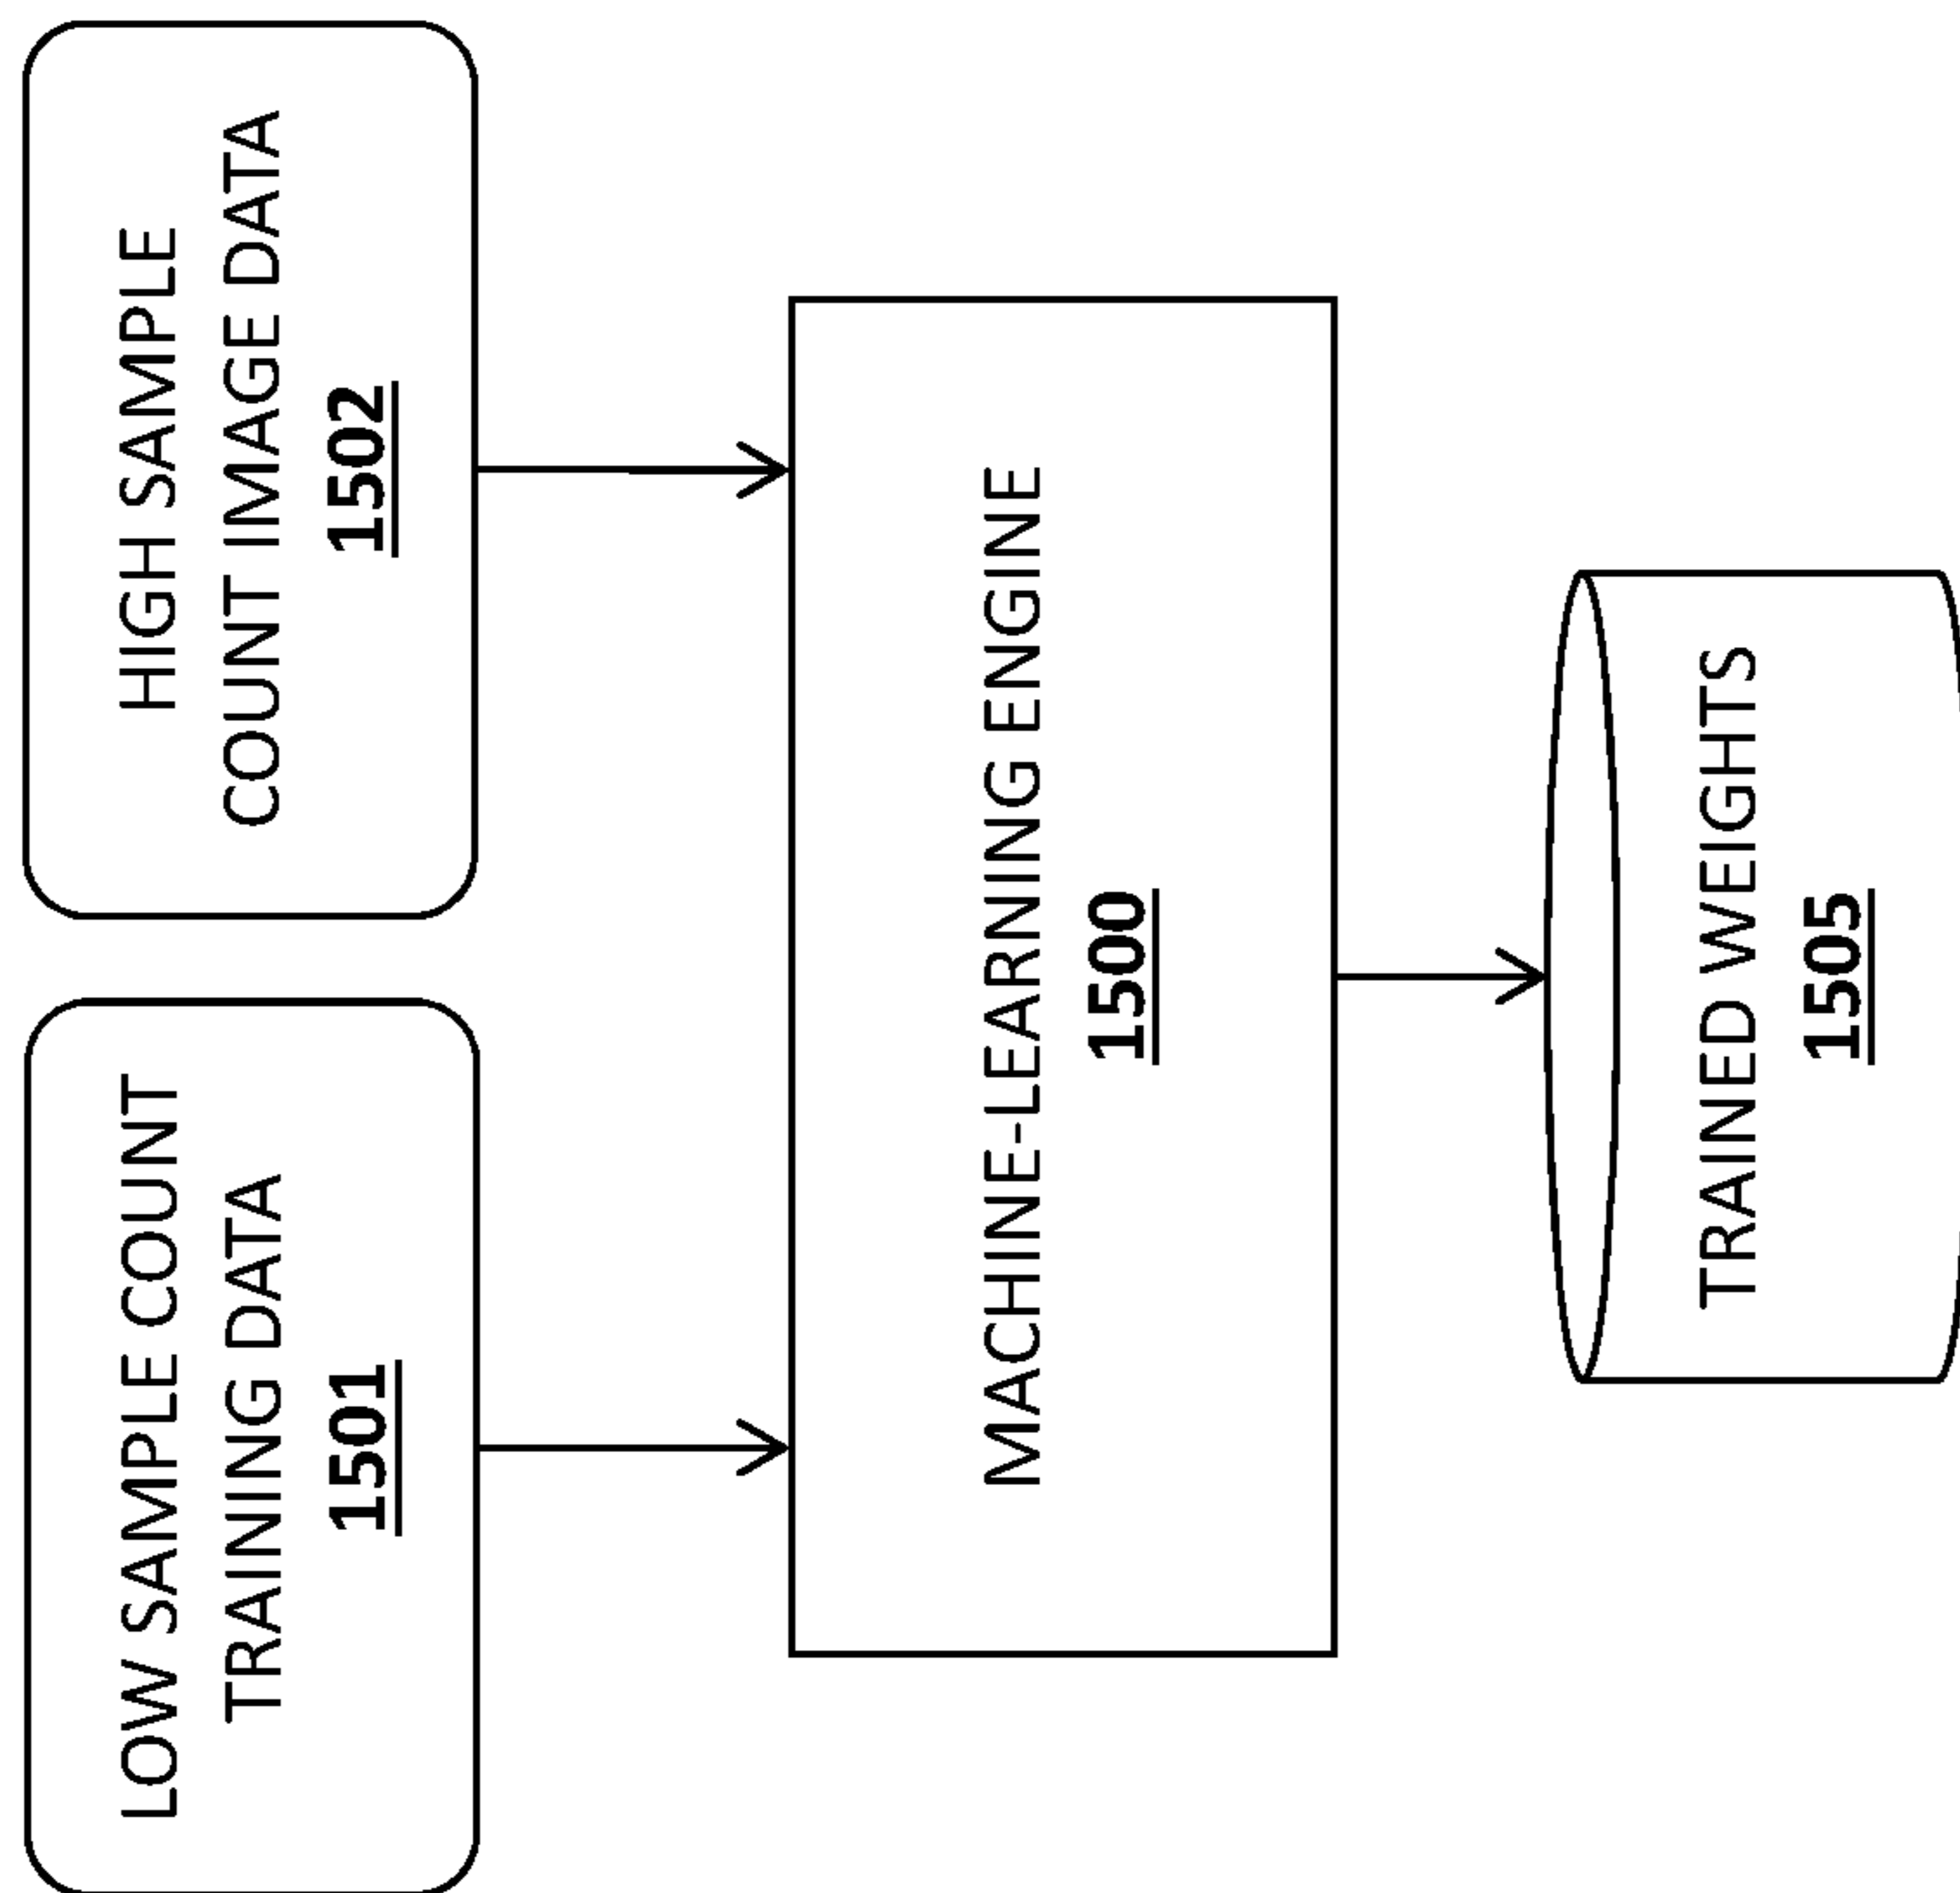 LOW SAMPLE COUNT
TRAINING DATA
1501
HIGH SAMPLE
COUNT IMAGE DATA
1502
MACHINE-LEARNING ENGINE
1500
TRAINED WEIGHTS
1505